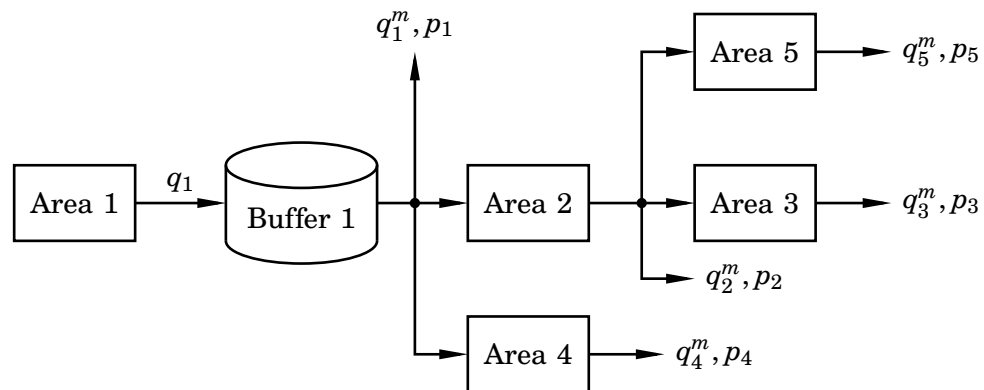 q_1^m, p_1
Area 5
q_5^m, p_5
Area 1
q_1
Buffer 1
Area 2
Area 3
q_3^m, p_3
q_2^m, p_2
Area 4
q_4^m, p_4